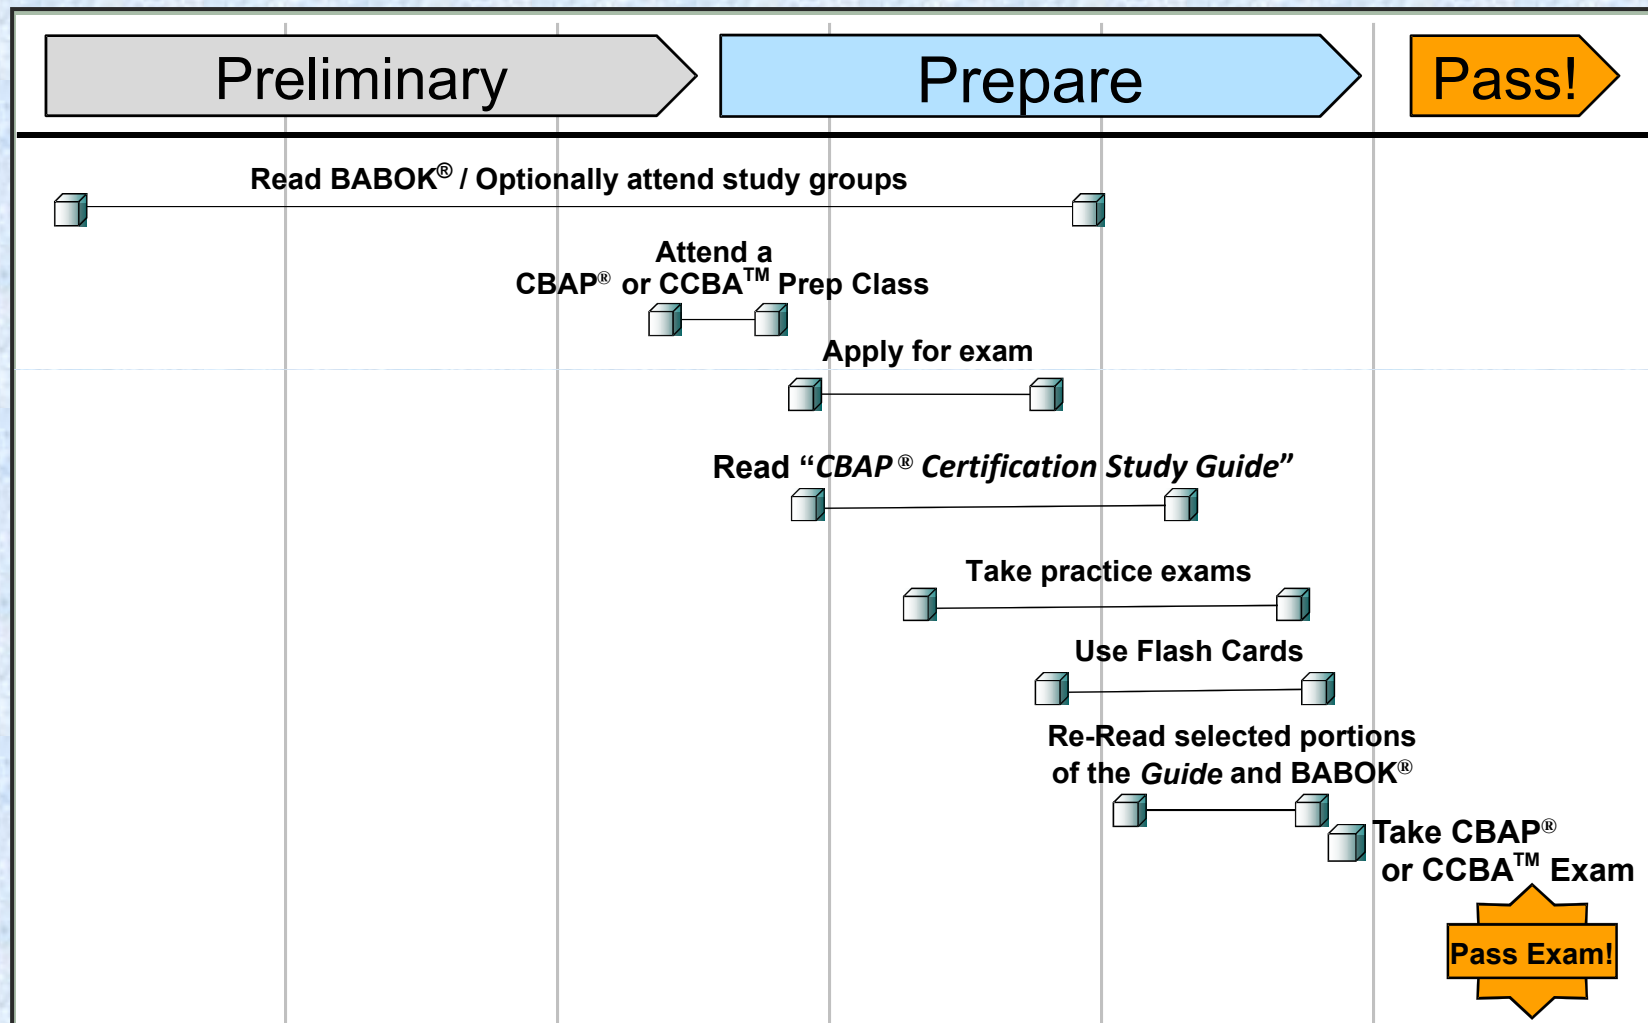 Preliminary
Prepare
Pass!
Read BABOK® / Optionally attend study groups
Attend a
CBAP® or CCBA™ Prep Class
Apply for exam
Read “CBAP ® Certification Study Guide”
Take practice exams
Use Flash Cards
Re-Read selected portions
of the Guide and BABOK®
Take CBAP®
or CCBA™ Exam
Pass Exam!